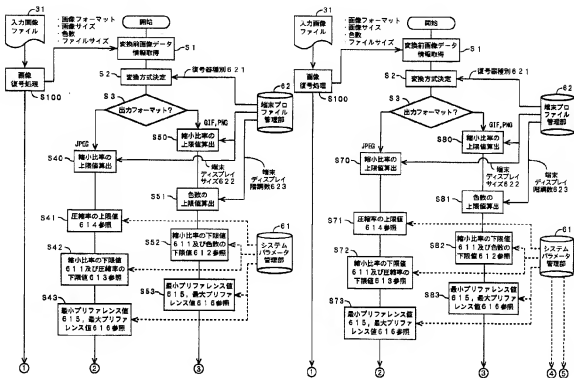 31
入力画像
ファイル
・画像フォーマット
・画像サイズ
・色数
・ファイルサイズ
開始
S1
変換前画像データ
情報取得
画像
復号処理
S100
S2
変換方式決定
復号器種別621
S3
出力フォーマット?
62
端末プロ
ファイル
管理部
GIF,PNG
JPEG
S50
縮小比率の
上限値算出
S40
縮小比率の
上限値算出
端末
ディスプレイ
サイズ622
端末
ディスプレイ
階調数623
S51
色数の
上限値算出
S41
圧縮率の上限値
614参照
61
システム
パラメータ
管理部
S52
縮小比率の下限値
611及び色数の
下限値612参照
S42
縮小比率の下限値
611及び圧縮率の
下限値613参照
S53
最小プリファレンス値
615,最大プリファ
レンス値616参照
S43
最小プリファレンス値
615,最大プリファ
レンス値616参照
①
②
③
31
入力画像
ファイル
・画像フォーマット
・画像サイズ
・色数
・ファイルサイズ
開始
S1
変換前画像データ
情報取得
画像
復号処理
S100
S2
変換方式決定
復号器種別621
S3
出力フォーマット?
62
端末プロ
ファイル
管理部
GIF,PNG
JPEG
S80
縮小比率の
上限値算出
S70
縮小比率の
上限値算出
端末
ディスプレイ
サイズ622
端末
ディスプレイ
階調数623
S81
色数の
上限値算出
S71
圧縮率の上限値
614参照
61
システム
パラメータ
管理部
S82
縮小比率の下限値
611及び色数の
下限値612参照
S72
縮小比率の下限値
611及び圧縮率の
下限値613参照
S83
最小プリファレンス値
615,最大プリファ
レンス値616参照
S73
最小プリファレンス値
615,最大プリファ
レンス値616参照
①
②
③
④
⑤